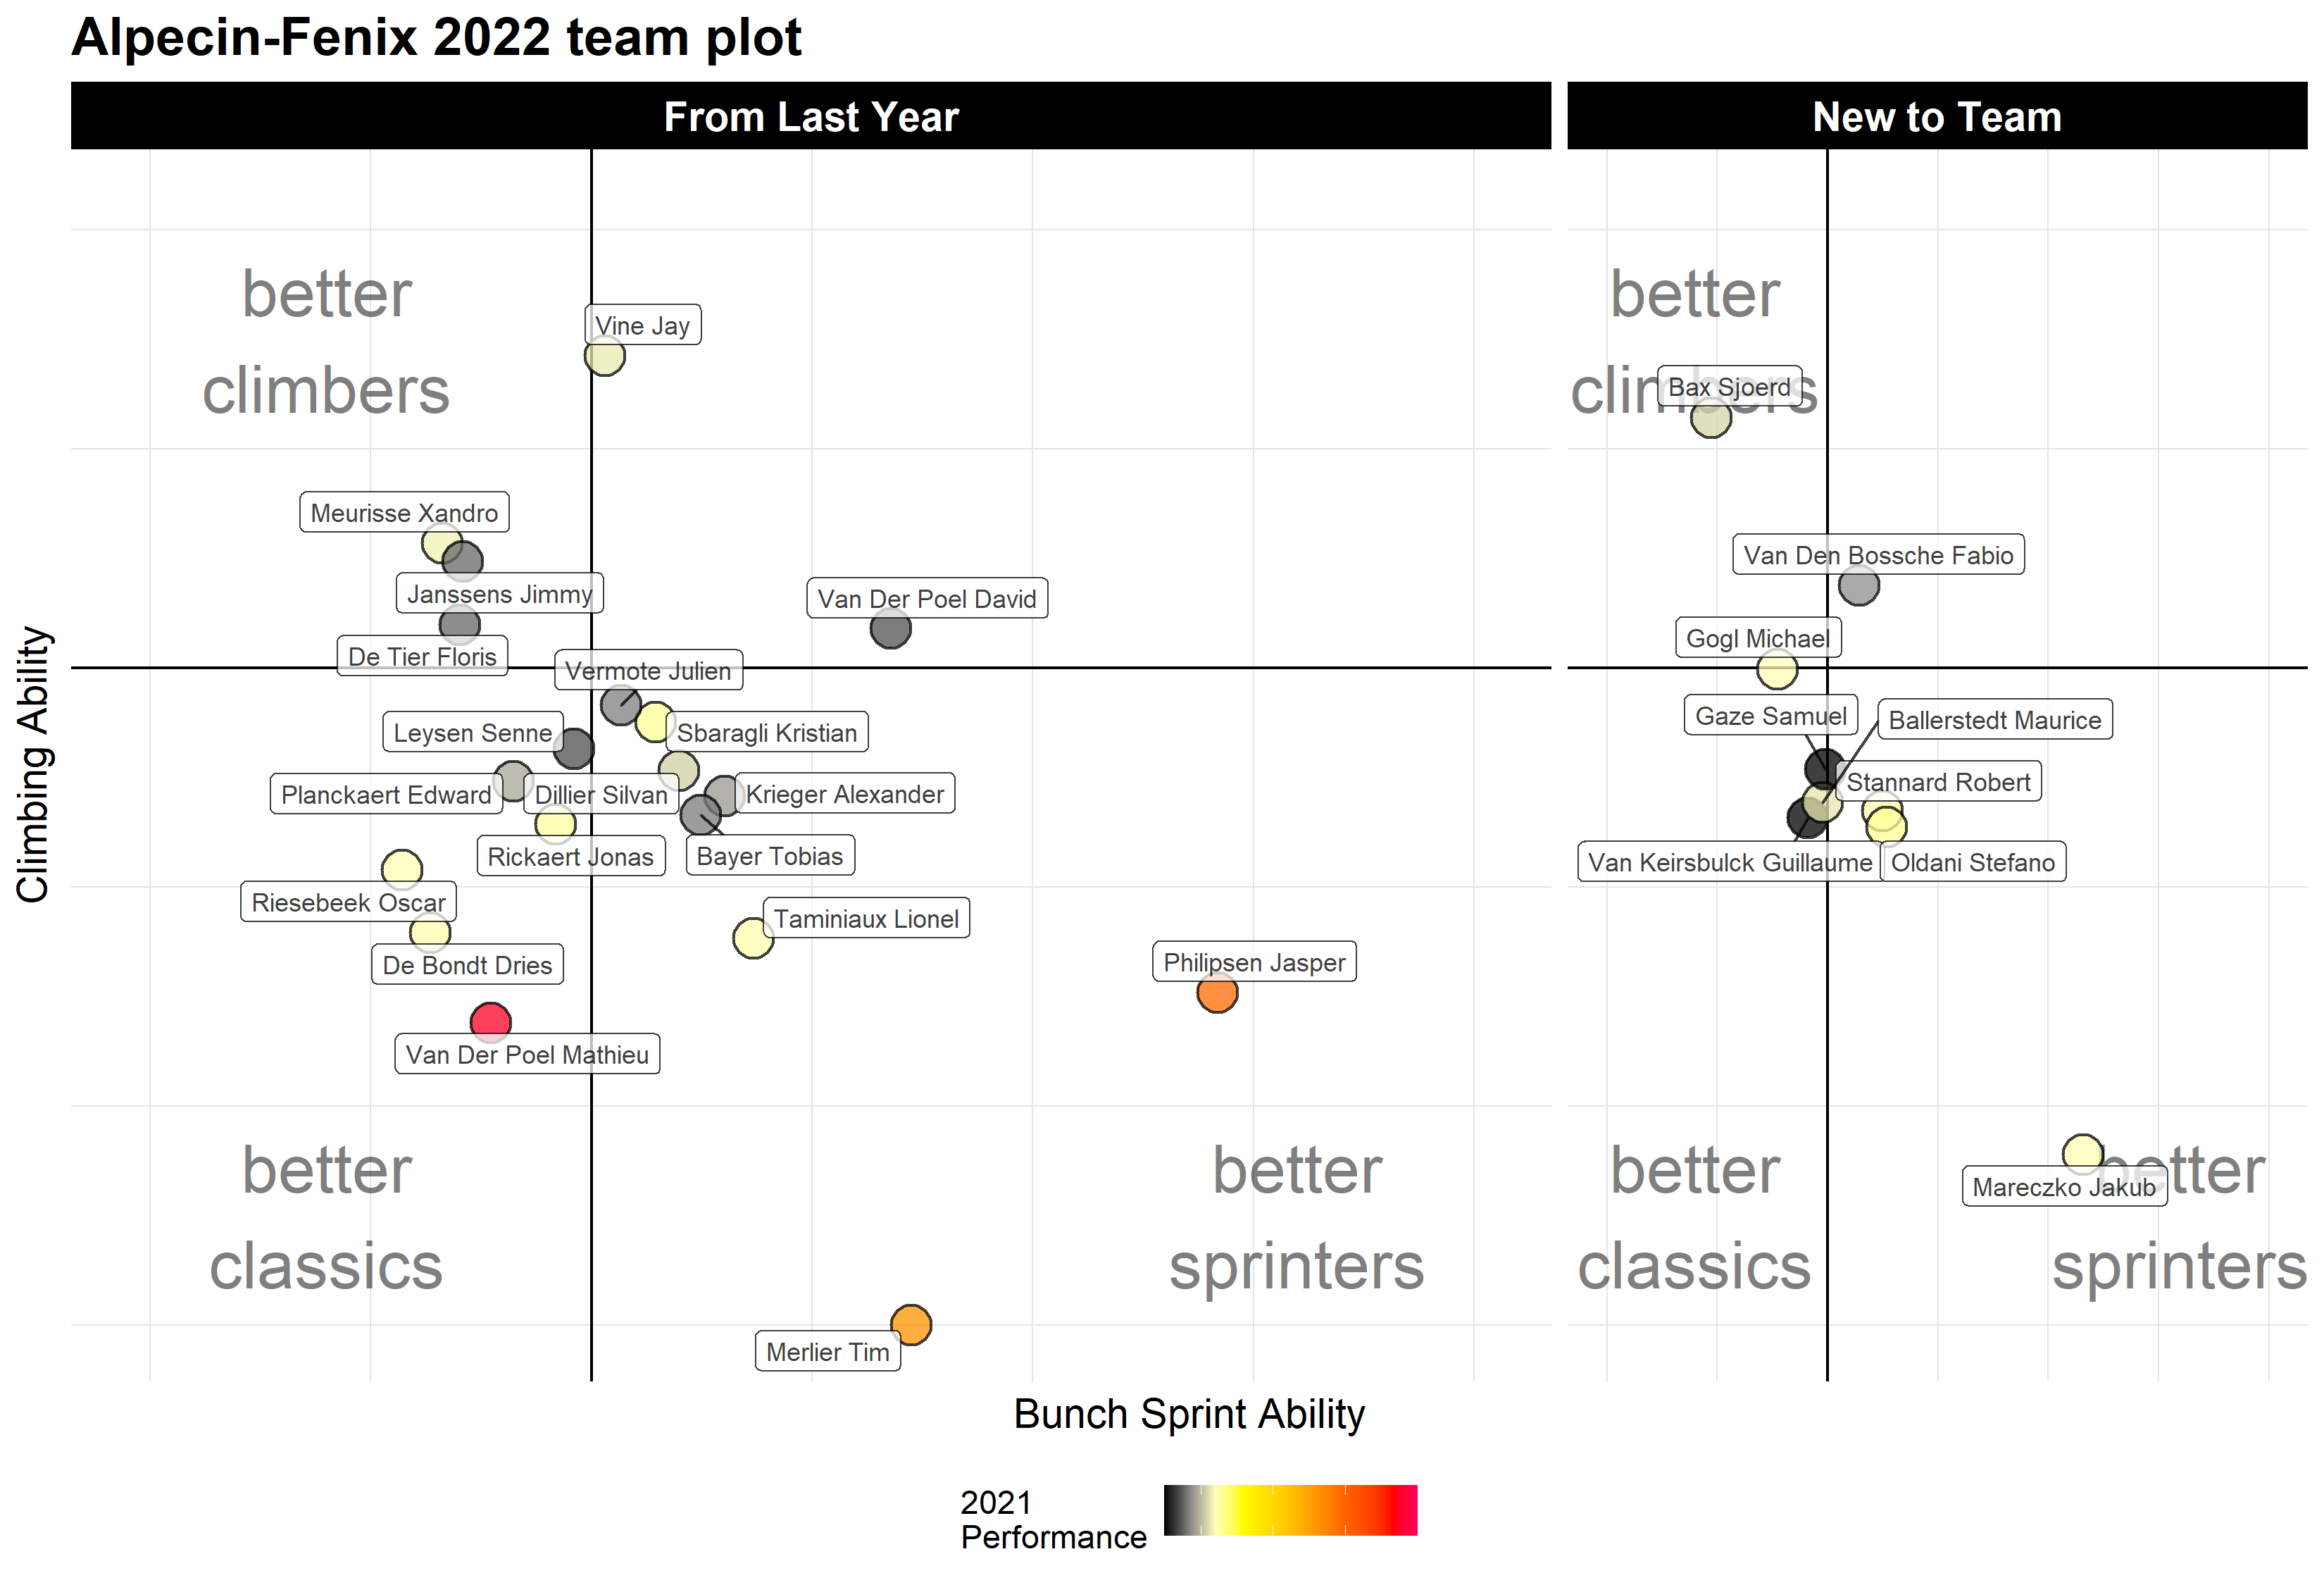 Alpecin-Fenix 2022 team plot
From Last Year
New to Team
better
climbers
Vine Jay
Meurisse Xandro
Janssens Jimmy
De Tier Floris
Van Der Poel David
Vermote Julien
Leysen Senne
Sbaragli Kristian
Planckaert Edward
Dillier Silvan
Krieger Alexander
Rickaert Jonas
Bayer Tobias
Riesebeek Oscar
Taminiaux Lionel
De Bondt Dries
Philipsen Jasper
Van Der Poel Mathieu
better
classics
better
sprinters
Merlier Tim
better
climbers
Bax Sjoerd
Van Den Bossche Fabio
Gogl Michael
Gaze Samuel
Ballerstedt Maurice
Stannard Robert
Van Keirsbulck Guillaume
Oldani Stefano
better
classics
better
sprinters
Mareczko Jakub
Climbing Ability
Bunch Sprint Ability
2021
Performance